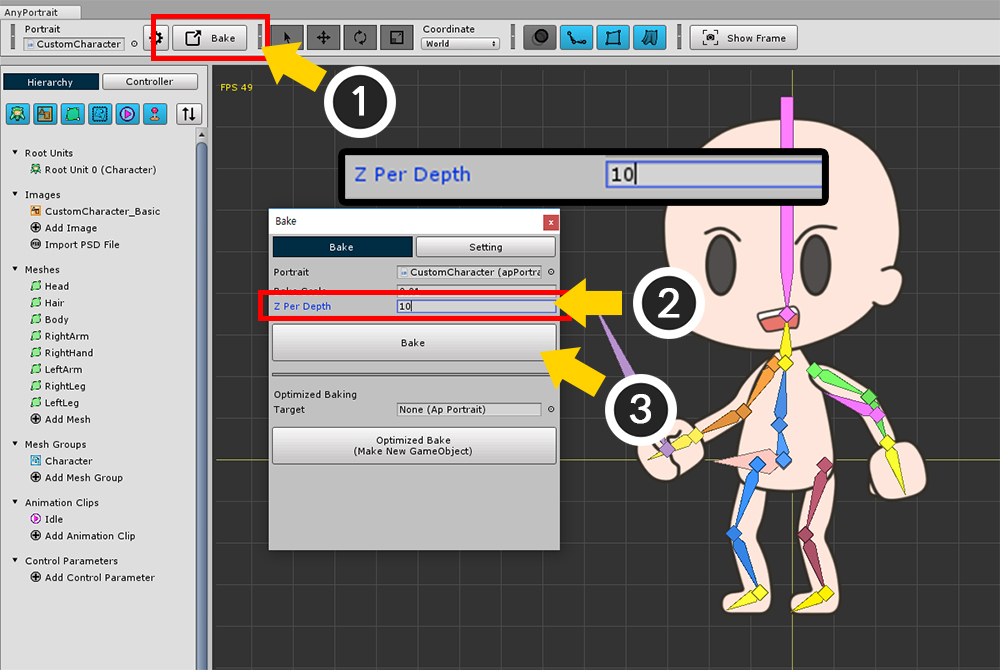 AnyPortrait
Portrait
CustomCharacter
Bake
Coordinate
World
Show Frame
Hierarchy
Controller
FPS 49
1
Root Units
Root Unit 0 (Character)
Images
CustomCharacter_Basic
Add Image
Import PSD File
Meshes
Head
Hair
Body
RightArm
RightHand
LeftArm
RightLeg
LeftLeg
Add Mesh
Mesh Groups
Character
Add Mesh Group
Animation Clips
Idle
Add Animation Clip
Control Parameters
Add Control Parameter
Z Per Depth 10
Bake
x
Bake
Setting
Portrait CustomCharacter (apPortra
Z Per Depth 10
2
Bake
3
Optimized Baking
Target None (Ap Portrait)
Optimized Bake
(Make New GameObject)